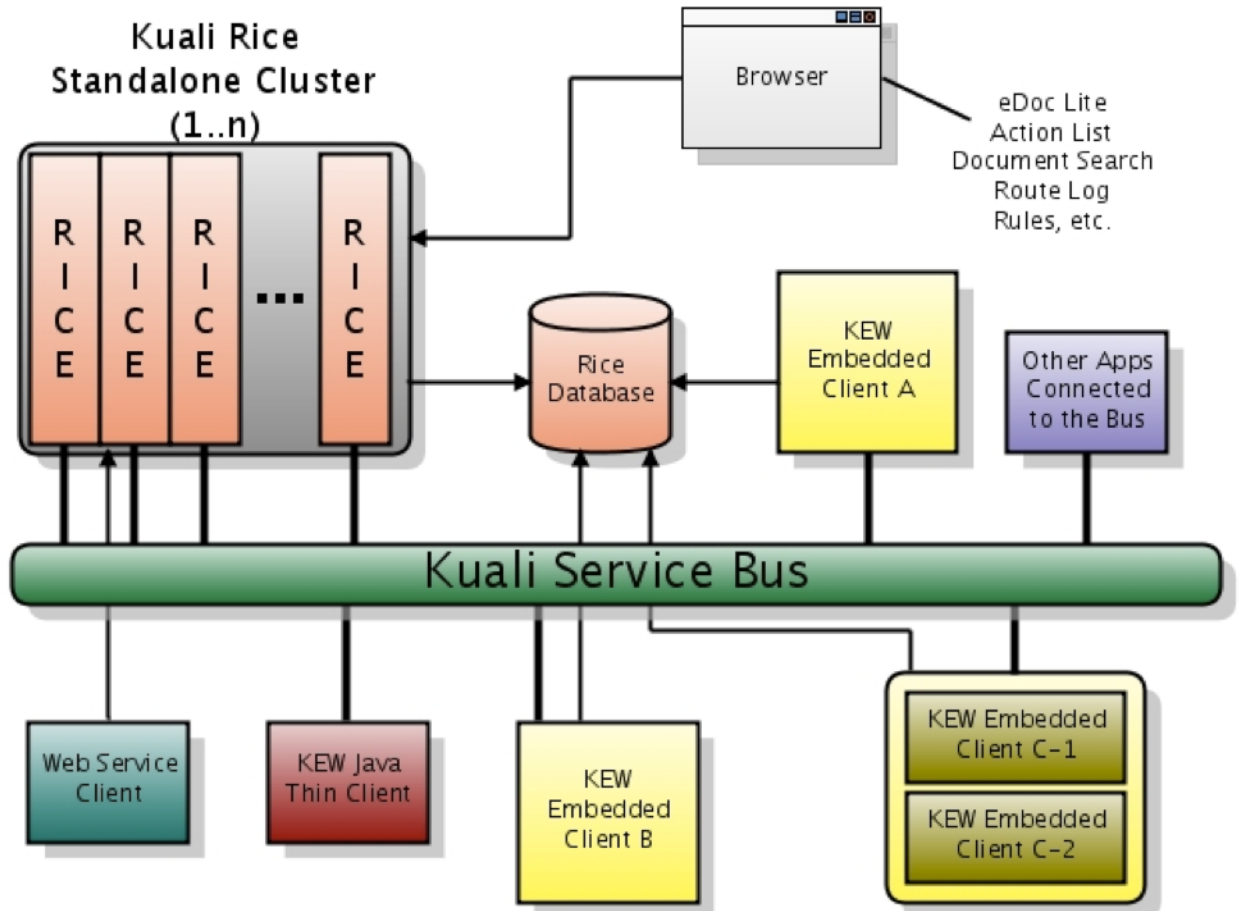 Kuali Rice
Standalone Cluster
(1..n)
Browser
eDoc Lite
Action List
Document Search
Route Log
Rules, etc.
R
I
C
E
R
I
C
E
R
I
C
E
...
R
I
C
E
Rice
Database
KEW
Embedded
Client A
Other Apps
Connected
to the Bus
Kuali Service Bus
Web Service
Client
KEW Java
Thin Client
KEW
Embedded
Client B
KEW Embedded
Client C-1
KEW Embedded
Client C-2